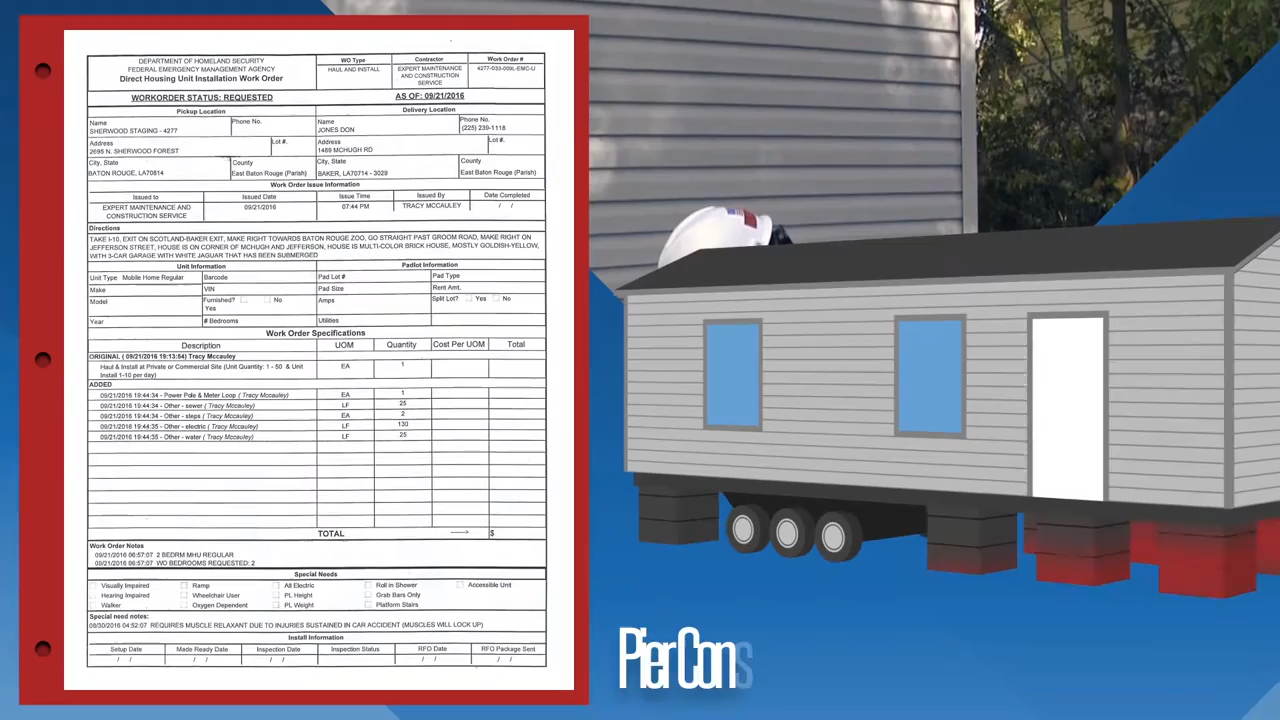 DEPARTMENT OF HOMELAND SECURITY
FEDERAL EMERGENCY MANAGEMENT AGENCY
Direct Housing Unit Installation Work Order
WO Type
HAUL AND INSTALL
Contractor
EXPERT MAINTENANCE
AND CONSTRUCTION
SERVICE
Work Order #
4277-033-009L-EMC-U
WORKORDER STATUS: REQUESTED
AS OF: 09/21/2016
Pickup Location
Delivery Location
Name
SHERWOOD STAGING - 4277
Phone No.
Name
JONES DON
Phone No.
(225) 239-1118
Address
2695 N. SHERWOOD FOREST
Lot #.
Address
1489 MCHUGH RD
Lot #.
City, State
BATON ROUGE, LA70814
County
East Baton Rouge (Parish)
City, State
BAKER, LA70714 - 3029
County
East Baton Rouge (Parish)
Work Order Issue Information
Issued to
Issued Date
Issue Time
Issued By
Date Completed
EXPERT MAINTENANCE AND
CONSTRUCTION SERVICE
09/21/2016
07:44 PM
TRACY MCCAULEY
/ /
Directions
TAKE I-10, EXIT ON SCOTLAND-BAKER EXIT, MAKE RIGHT TOWARDS BATON ROUGE ZOO, GO STRAIGHT PAST GROOM ROAD, MAKE RIGHT ON
JEFFERSON STREET, HOUSE IS ON CORNER OF MCHUGH AND JEFFERSON, HOUSE IS MULTI-COLOR BRICK HOUSE, MOSTLY GOLDISH-YELLOW,
WITH 3-CAR GARAGE WITH WHITE JAGUAR THAT HAS BEEN SUBMERGED
Unit Information
Padlot Information
Unit Type Mobile Home Regular
Barcode
Pad Lot #
Pad Type
Make
VIN
Pad Size
Rent Amt.
Model
Furnished? No
Yes
Amps
Split Lot? Yes No
Year
# Bedrooms
Utilities
Work Order Specifications
Description UOM Quantity Cost Per UOM Total
ORIGINAL ( 09/21/2016 19:13:54) Tracy Mccauley
Haul & Install at Private or Commercial Site (Unit Quantity: 1 - 50 & Unit
Install 1-10 per day)
EA 1
ADDED
09/21/2016 19:44:34 - Power Pole & Meter Loop ( Tracy Mccauley) EA 1
09/21/2016 19:44:34 - Other - sewer ( Tracy Mccauley) LF 25
09/21/2016 19:44:34 - Other - steps ( Tracy Mccauley) EA 2
09/21/2016 19:44:35 - Other - electric ( Tracy Mccauley) LF 130
09/21/2016 19:44:35 - Other - water ( Tracy Mccauley) LF 25
TOTAL $
Work Order Notes
09/21/2016 06:57:07 2 BEDRM MHU REGULAR
09/21/2016 06:57:07 WO BEDROOMS REQUESTED: 2
Special Needs
Visually Impaired Ramp All Electric Roll in Shower Accessible Unit
Hearing Impaired Wheelchair User PL Height Grab Bars Only
Walker Oxygen Dependent PL Weight Platform Stairs
Special need notes:
08/30/2016 04:52:07 REQUIRES MUSCLE RELAXANT DUE TO INJURIES SUSTAINED IN CAR ACCIDENT (MUSCLES WILL LOCK UP)
Install Information
Setup Date Made Ready Date Inspection Date Inspection Status RFO Date RFO Package Sent
/ / / / / / / / / /
Pier Cons